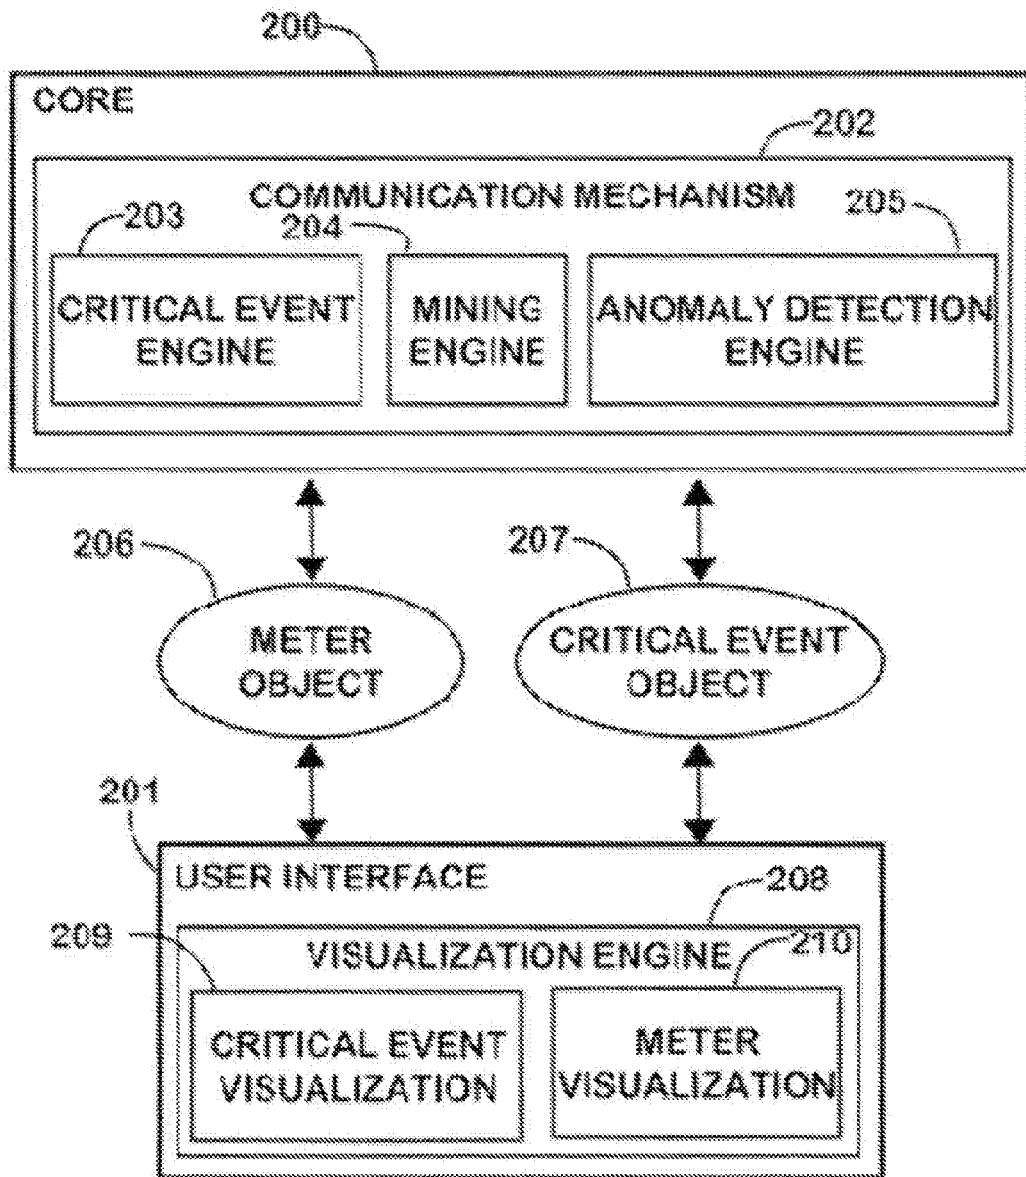 200
CORE
202
COMMUNICATION MECHANISM
203
204
205
CRITICAL EVENT
ENGINE
MINING
ENGINE
ANOMALY DETECTION
ENGINE
206
207
METER
OBJECT
CRITICAL EVENT
OBJECT
201
USER INTERFACE
208
209
VISUALIZATION ENGINE
210
CRITICAL EVENT
VISUALIZATION
METER
VISUALIZATION